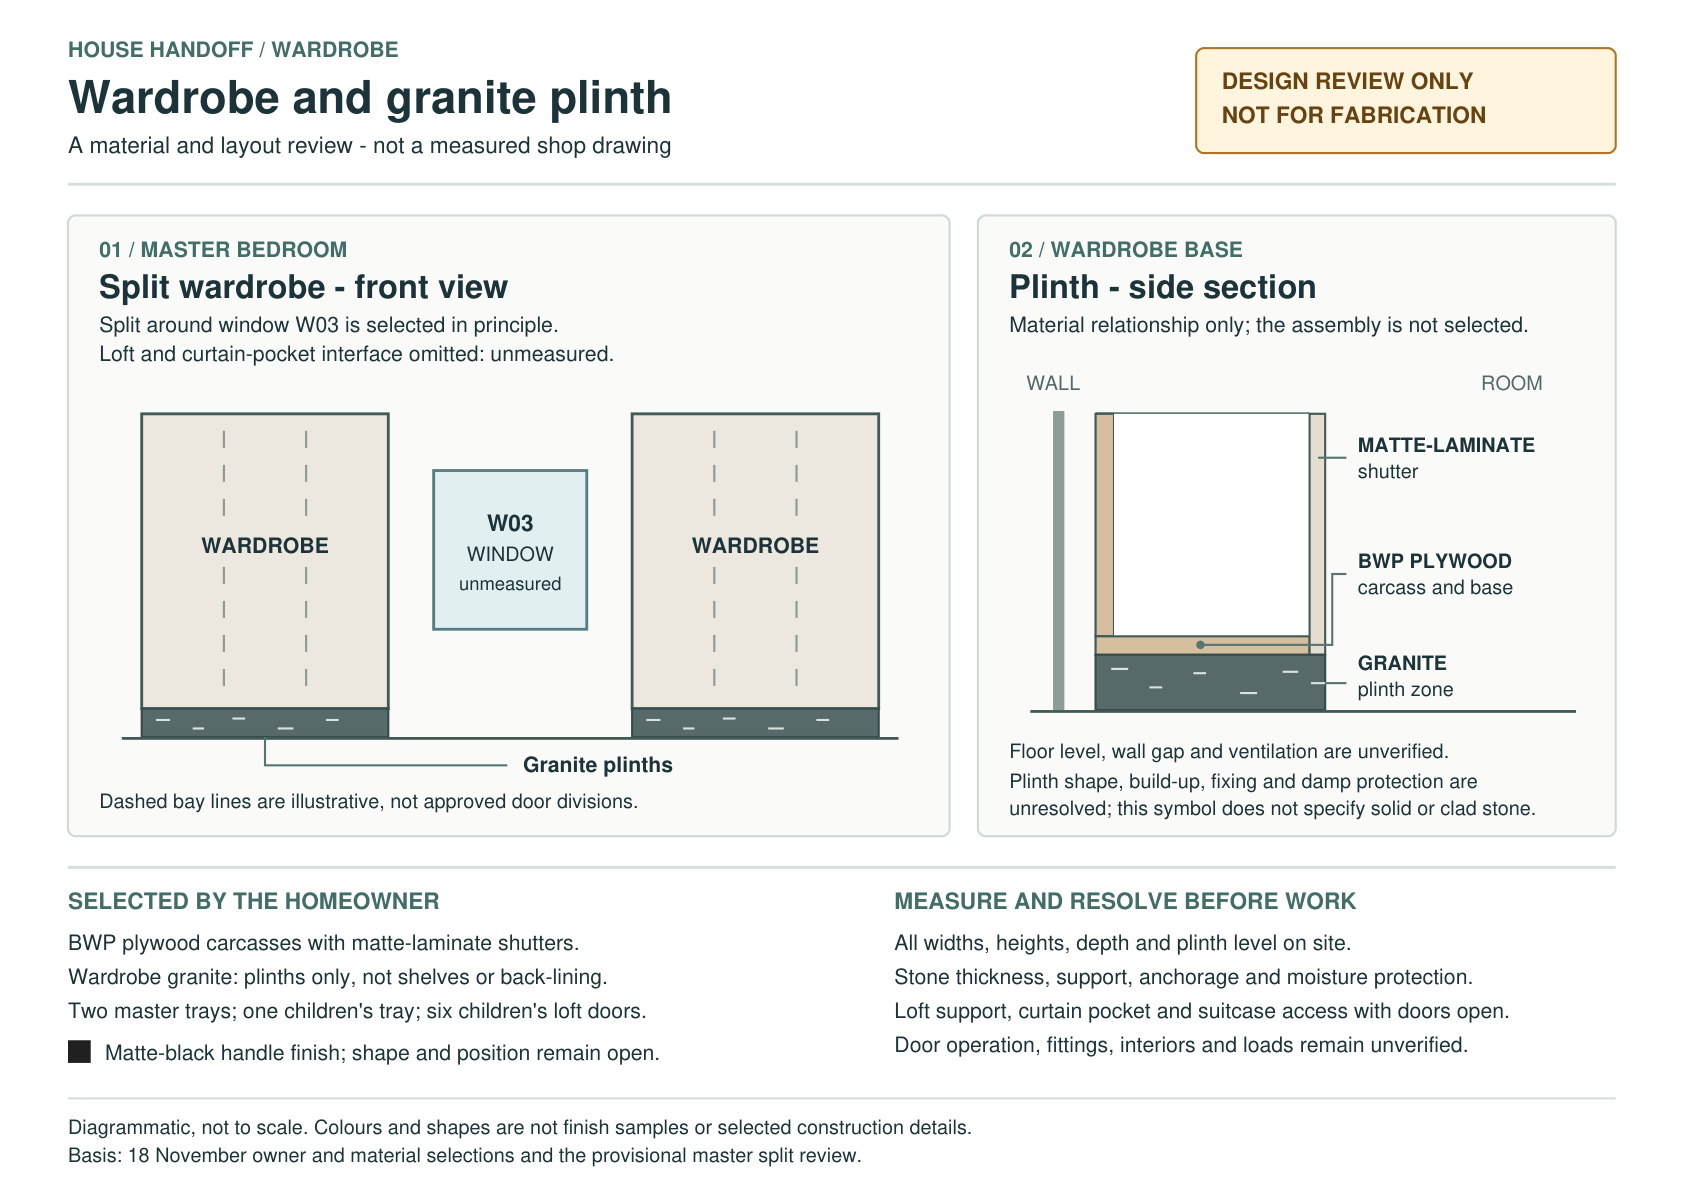 HOUSE HANDOFF / WARDROBE
Wardrobe and granite plinth
A material and layout review - not a measured shop drawing
DESIGN REVIEW ONLY
NOT FOR FABRICATION
01 / MASTER BEDROOM
Split wardrobe - front view
Split around window W03 is selected in principle.
Loft and curtain-pocket interface omitted: unmeasured.
WARDROBE
W03
WINDOW
unmeasured
WARDROBE
Granite plinths
Dashed bay lines are illustrative, not approved door divisions.
02 / WARDROBE BASE
Plinth - side section
Material relationship only; the assembly is not selected.
WALL
ROOM
MATTE-LAMINATE
shutter
BWP PLYWOOD
carcass and base
GRANITE
plinth zone
Floor level, wall gap and ventilation are unverified.
Plinth shape, build-up, fixing and damp protection are
unresolved; this symbol does not specify solid or clad stone.
SELECTED BY THE HOMEOWNER
BWP plywood carcasses with matte-laminate shutters.
Wardrobe granite: plinths only, not shelves or back-lining.
Two master trays; one children's tray; six children's loft doors.
Matte-black handle finish; shape and position remain open.
MEASURE AND RESOLVE BEFORE WORK
All widths, heights, depth and plinth level on site.
Stone thickness, support, anchorage and moisture protection.
Loft support, curtain pocket and suitcase access with doors open.
Door operation, fittings, interiors and loads remain unverified.
Diagrammatic, not to scale. Colours and shapes are not finish samples or selected construction details.
Basis: 18 November owner and material selections and the provisional master split review.